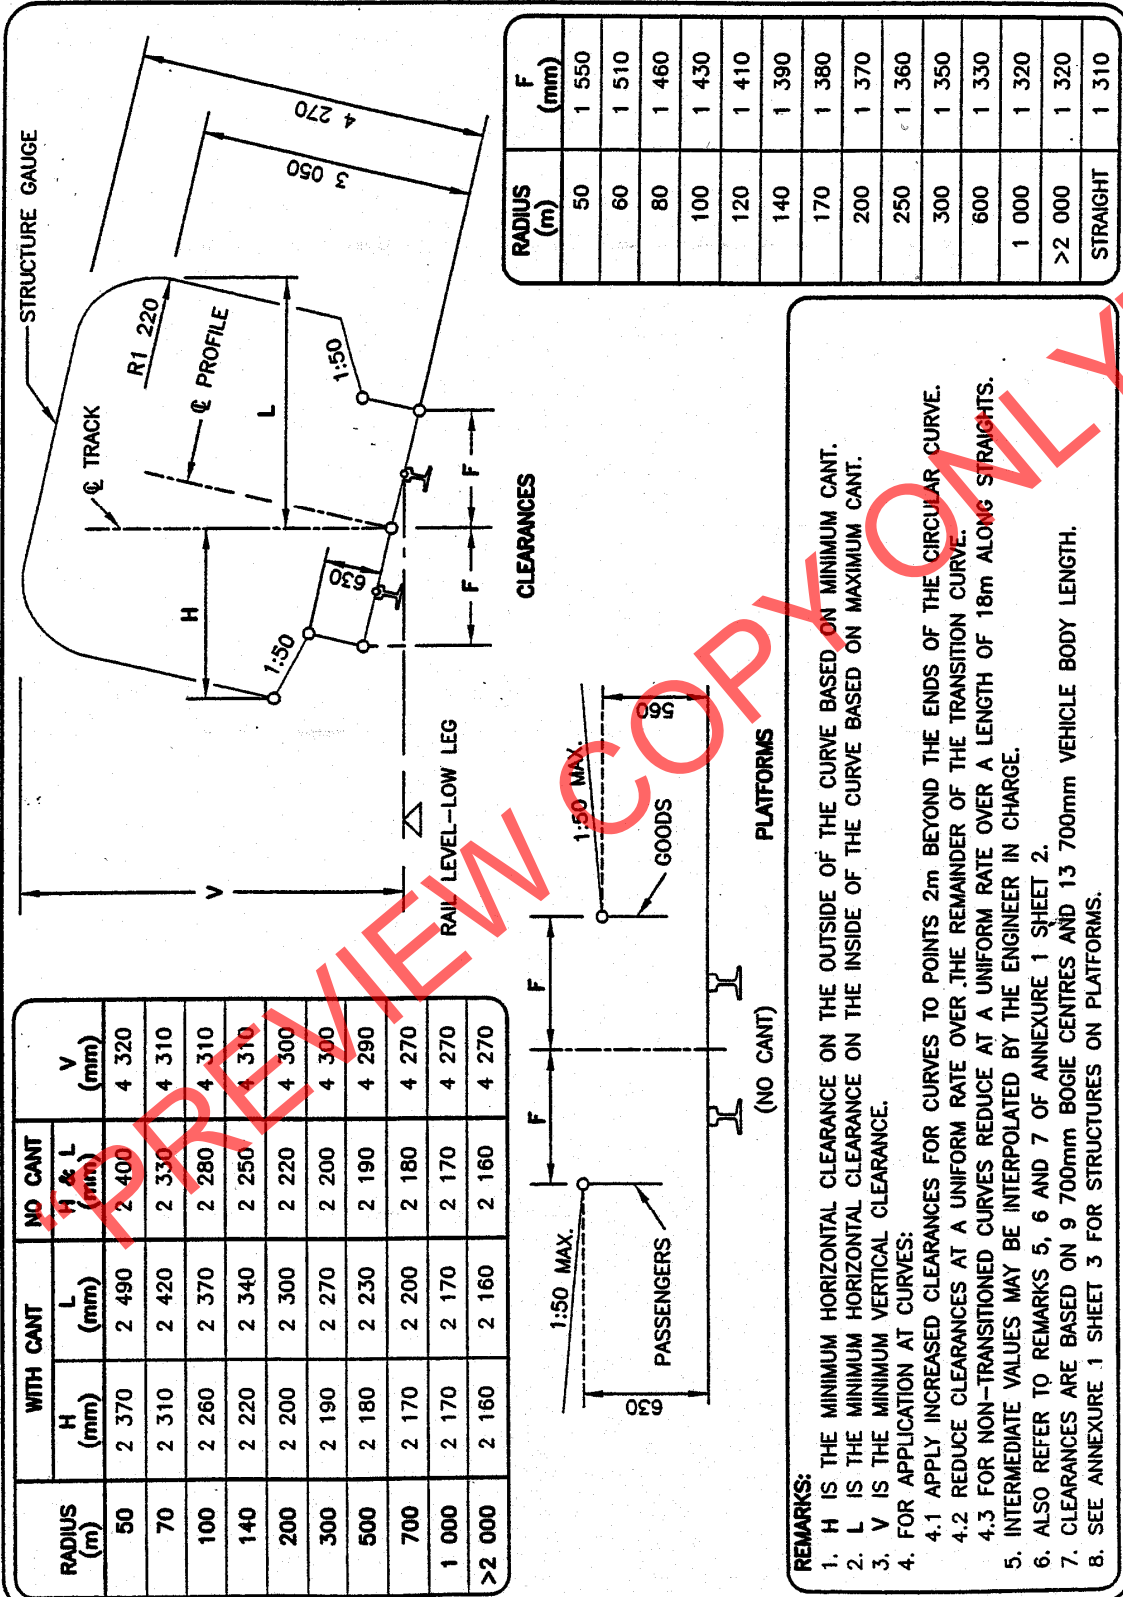 RADIUS (m) | WITH CANT | NO CANT | V (mm)
H (mm) | L (mm) | H & L (mm)
50 | 2 370 | 2 490 | 2 400 | 4 320
70 | 2 310 | 2 420 | 2 330 | 4 310
100 | 2 260 | 2 370 | 2 280 | 4 310
140 | 2 220 | 2 340 | 2 250 | 4 310
200 | 2 200 | 2 300 | 2 220 | 4 300
300 | 2 190 | 2 270 | 2 200 | 4 300
500 | 2 180 | 2 230 | 2 190 | 4 290
700 | 2 170 | 2 200 | 2 180 | 4 270
1 000 | 2 170 | 2 170 | 2 170 | 4 270
>2 000 | 2 160 | 2 160 | 2 160 | 4 270
STRUCTURE GAUGE
℄ TRACK
R1 220
℄ PROFILE
4 270
3 050
H
L
V
1:50
1:50
630
F
F
RAIL LEVEL-LOW LEG
CLEARANCES
1:50 MAX.
1:50 MAX.
F
F
PASSENGERS
GOODS
630
560
(NO CANT)
PLATFORMS
RADIUS (m) | F (mm)
50 | 1 550
60 | 1 510
80 | 1 460
100 | 1 430
120 | 1 410
140 | 1 390
170 | 1 380
200 | 1 370
250 | 1 360
300 | 1 350
600 | 1 330
1 000 | 1 320
>2 000 | 1 320
STRAIGHT | 1 310
REMARKS:
1. H IS THE MINIMUM HORIZONTAL CLEARANCE ON THE OUTSIDE OF THE CURVE BASED ON MINIMUM CANT.
2. L IS THE MINIMUM HORIZONTAL CLEARANCE ON THE INSIDE OF THE CURVE BASED ON MAXIMUM CANT.
3. V IS THE MINIMUM VERTICAL CLEARANCE.
4. FOR APPLICATION AT CURVES:
4.1 APPLY INCREASED CLEARANCES FOR CURVES TO POINTS 2m BEYOND THE ENDS OF THE CIRCULAR CURVE.
4.2 REDUCE CLEARANCES AT A UNIFORM RATE OVER THE REMAINDER OF THE TRANSITION CURVE.
4.3 FOR NON-TRANSITIONED CURVES REDUCE AT A UNIFORM RATE OVER A LENGTH OF 18m ALONG STRAIGHTS.
5. INTERMEDIATE VALUES MAY BE INTERPOLATED BY THE ENGINEER IN CHARGE.
6. ALSO REFER TO REMARKS 5, 6 AND 7 OF ANNEXURE 1 SHEET 2.
7. CLEARANCES ARE BASED ON 9 700mm BOGIE CENTRES AND 13 700mm VEHICLE BODY LENGTH.
8. SEE ANNEXURE 1 SHEET 3 FOR STRUCTURES ON PLATFORMS.
"PREVIEW COPY ONLY